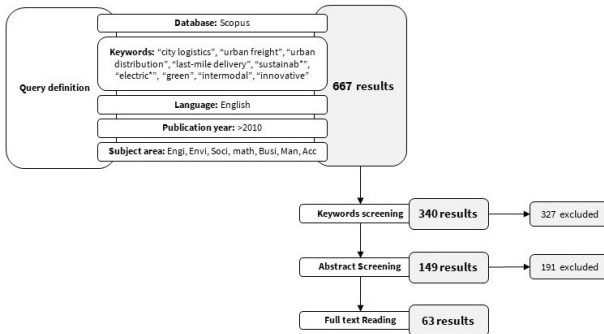 Database: Scopus
Keywords: “city logistics”, “urban freight”, “urban
distribution”, “last-mile delivery”, “sustainab*”,
“electric*”, “green”, “intermodal”, “innovative”
Query definition
667 results
Language: English
Publication year: >2010
Subject area: Engi, Envi, Soci, math, Busi, Man, Acc
Keywords screening
340 results
327 excluded
Abstract Screening
149 results
191 excluded
Full text Reading
63 results